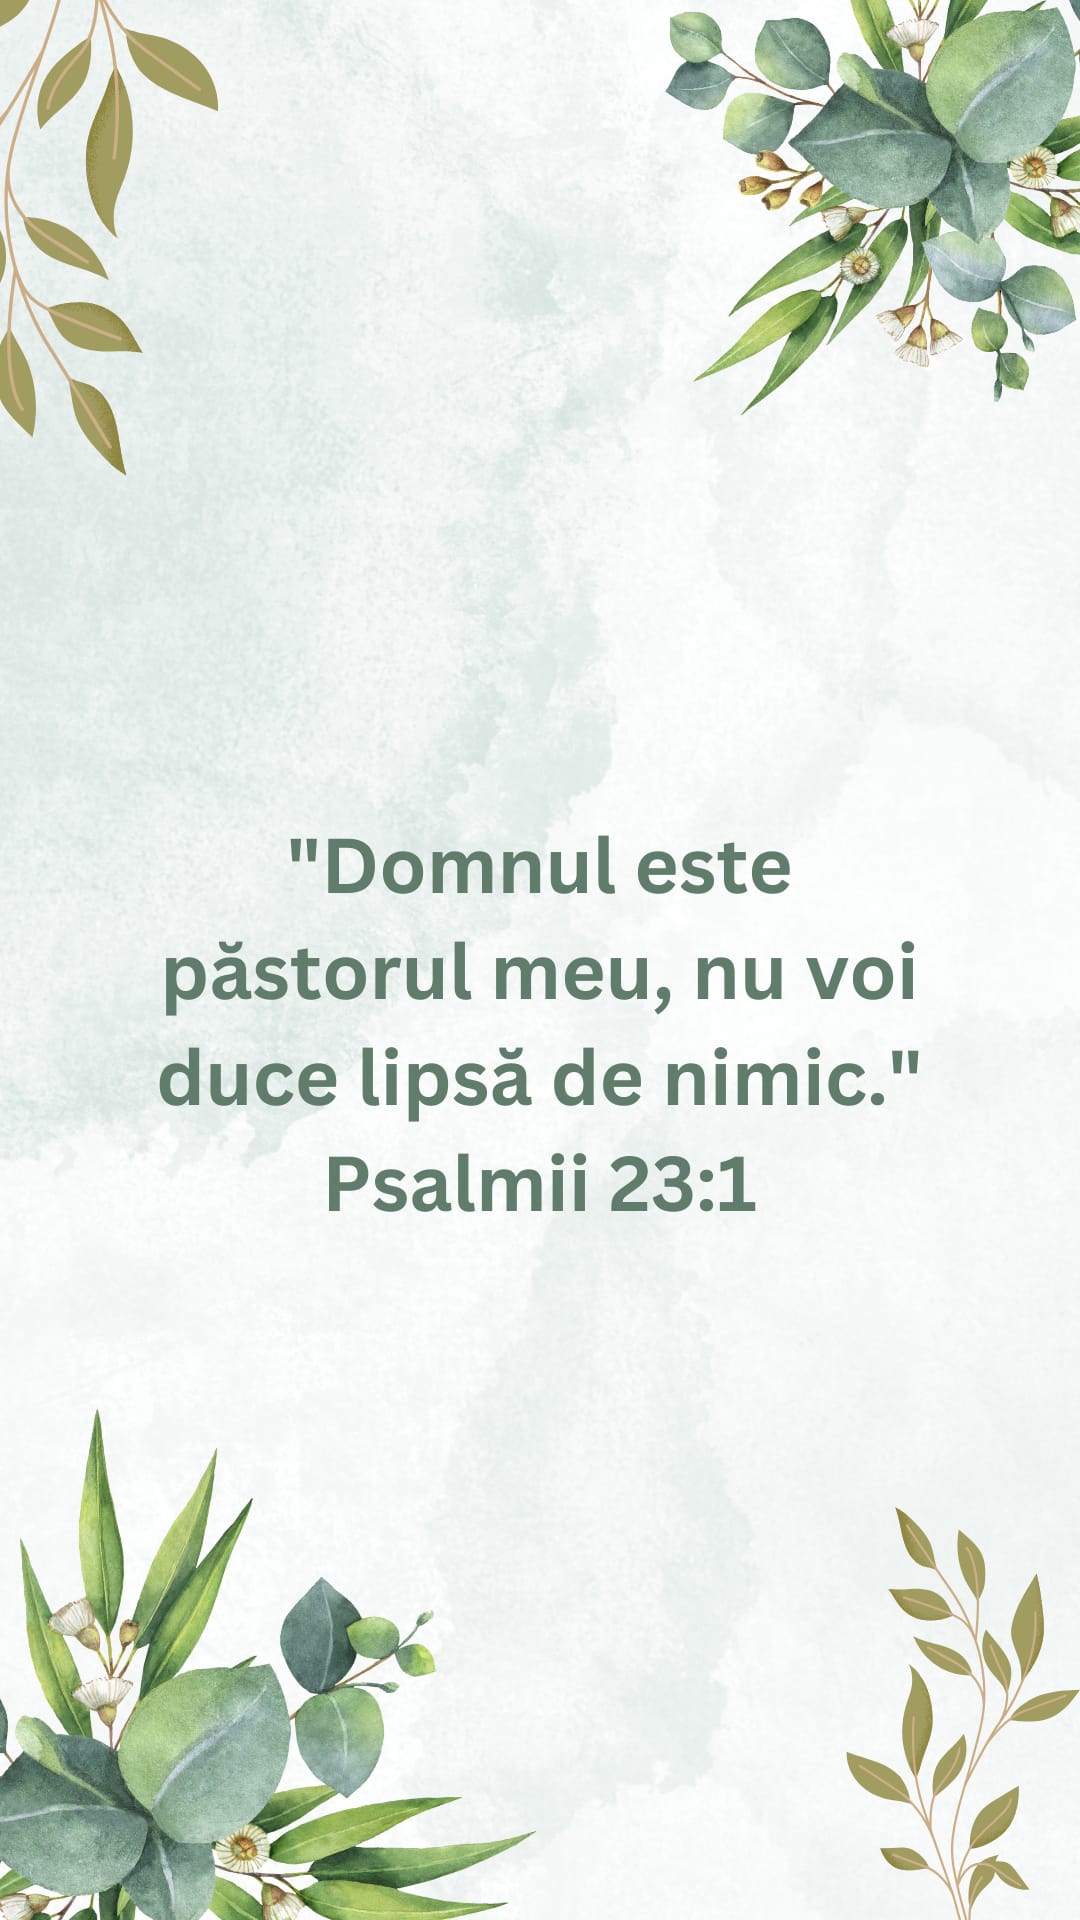 "Domnul este
păstorul meu, nu voi
duce lipsă de nimic."
Psalmii 23:1